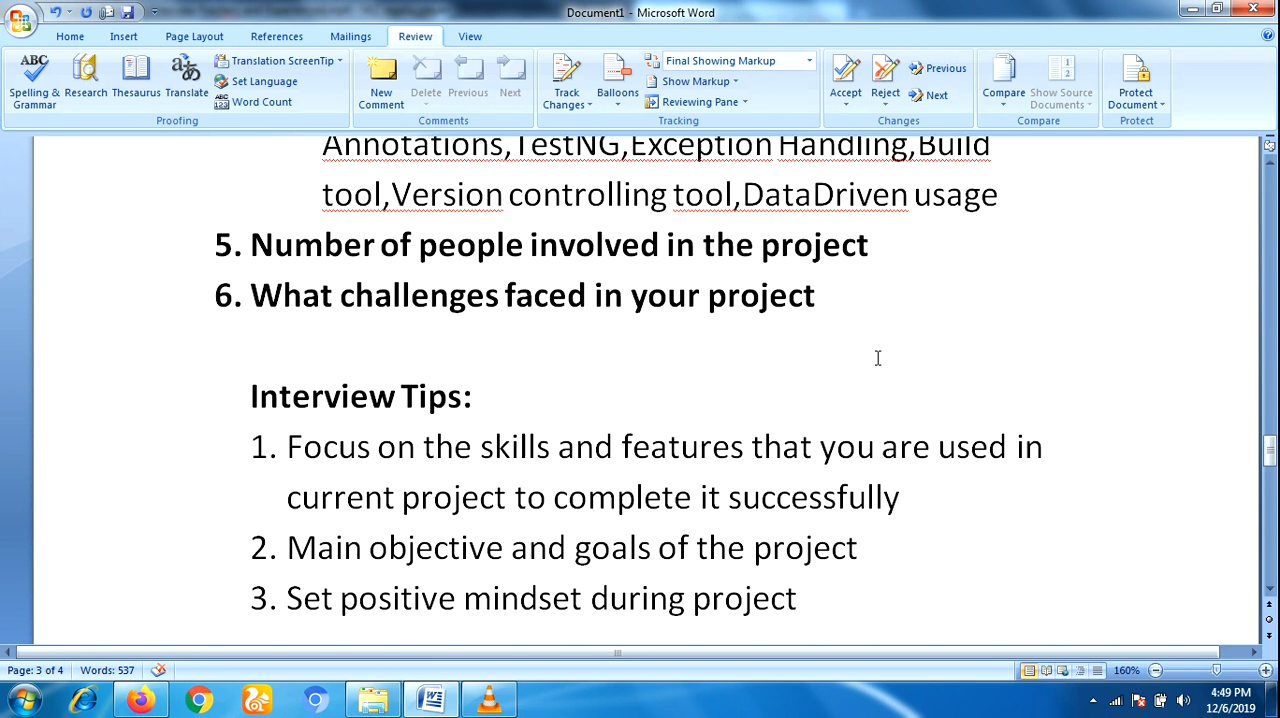 Document1 - Microsoft Word
Home Insert Page Layout References Mailings Review View
ABC Spelling & Grammar
Research
Thesaurus
Translate
Translation ScreenTip
Set Language
ABC 123 Word Count
Proofing
New Comment
Delete
Previous
Next
Comments
Track Changes
Balloons
Final Showing Markup
Show Markup
Reviewing Pane
Tracking
Accept
Reject
Previous
Next
Changes
Compare
Show Source Documents
Compare
Protect Document
Protect
Annotations,TestNG,Exception Handling,Build
tool,Version controlling tool,DataDriven usage
5. Number of people involved in the project
6. What challenges faced in your project
Interview Tips:
1. Focus on the skills and features that you are used in
current project to complete it successfully
2. Main objective and goals of the project
3. Set positive mindset during project
Page: 3 of 4 Words: 537 160%
4:49 PM
12/6/2019